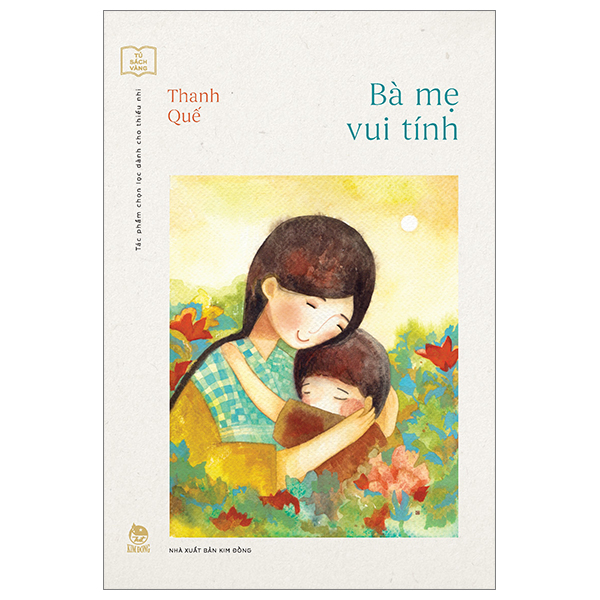 TỦ
SÁCH
VÀNG
Tác phẩm chọn lọc dành cho thiếu nhi
Thanh
Quế
Bà mẹ
vui tính
KIM ĐỒNG
NHÀ XUẤT BẢN KIM ĐỒNG